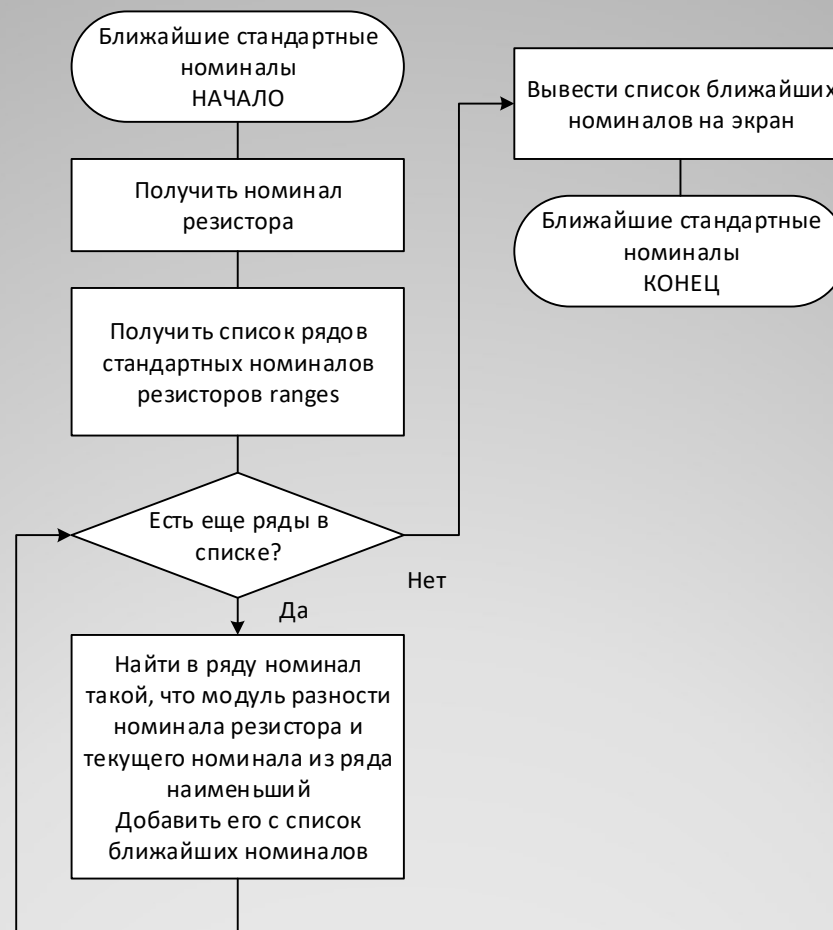 Ближайшие стандартные
номиналы
НАЧАЛО
Получить номинал
резистора
Получить список рядов
стандартных номиналов
резисторов ranges
Есть еще ряды в
списке?
Нет
Да
Найти в ряду номинал
такой, что модуль разности
номинала резистора и
текущего номинала из ряда
наименьший
Добавить его с список
ближайших номиналов
Вывести список ближайших
номиналов на экран
Ближайшие стандартные
номиналы
КОНЕЦ